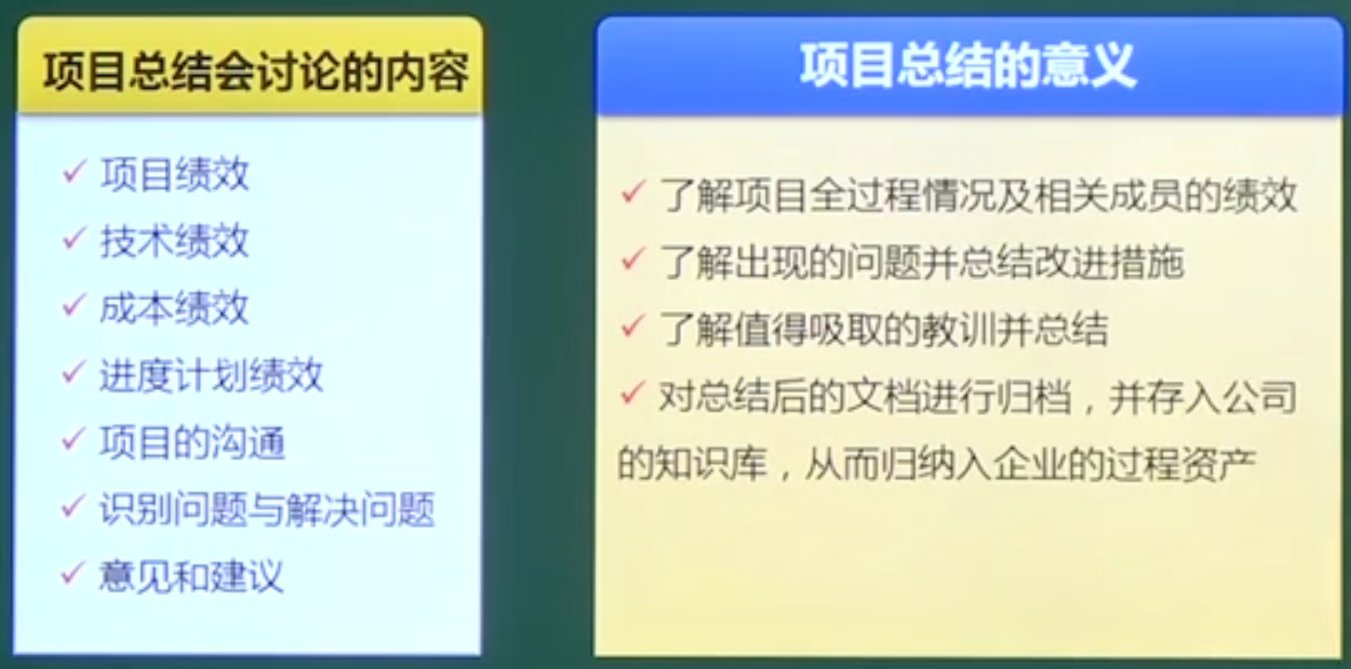 项目总结会讨论的内容
✓ 项目绩效
✓ 技术绩效
✓ 成本绩效
✓ 进度计划绩效
✓ 项目的沟通
✓ 识别问题与解决问题
✓ 意见和建议
项目总结的意义
✓ 了解项目全过程情况及相关成员的绩效
✓ 了解出现的问题并总结改进措施
✓ 了解值得吸取的教训并总结
✓ 对总结后的文档进行归档，并存入公司
的知识库，从而归纳入企业的过程资产